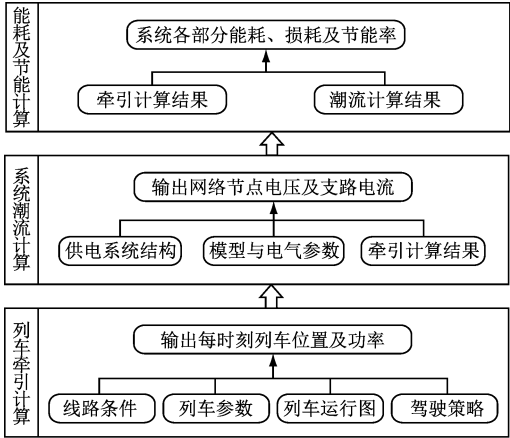 能耗及节能计算
系统各部分能耗、损耗及节能率
牵引计算结果
潮流计算结果
系统潮流计算
输出网络节点电压及支路电流
供电系统结构
模型与电气参数
牵引计算结果
列车牵引计算
输出每时刻列车位置及功率
线路条件
列车参数
列车运行图
驾驶策略